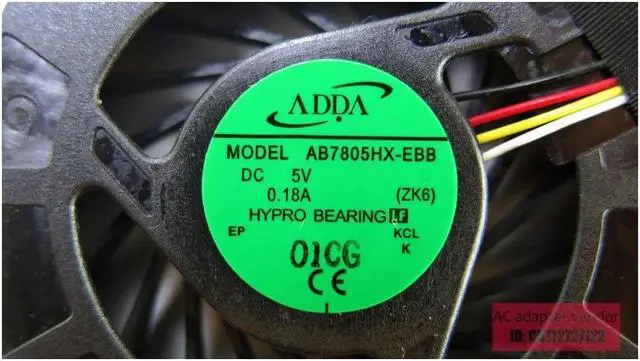 ADDA
MODEL AB7805HX-EBB
DC 5V
0.18A (ZK6)
HYPRO BEARING LF
EP KCL
K
01CG
CE
AC adapter vendor